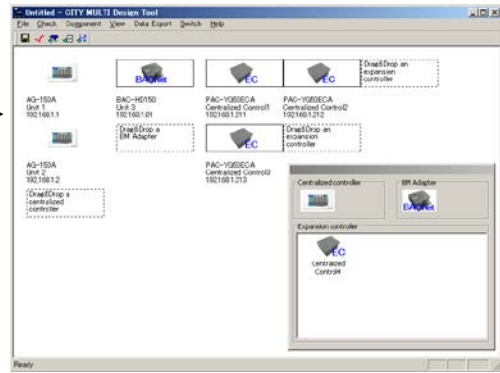 Untitled - CITY MULTI Design Tool
File Check Component View Data Export Switch Help
Drag&Drop an
expansion
controller
BACnet
EC
EC
AG-150A
Unit 1
192.168.1.1
BAC-HD150
Unit 3
192.168.1.01
PAC-YG50ECA
Centralized Control1
192.168.1.211
PAC-YG50ECA
Centralized Control2
192.168.1.212
Drag&Drop a
BM Adapter
EC
Drag&Drop an
expansion
controller
AG-150A
Unit 2
192.168.1.2
PAC-YG50ECA
Centralized Control3
192.168.1.213
Drag&Drop a
centralized
controller
Centralized controller
BM Adapter
BACnet
Expansion controller
EC
Centralized
Control4
Ready